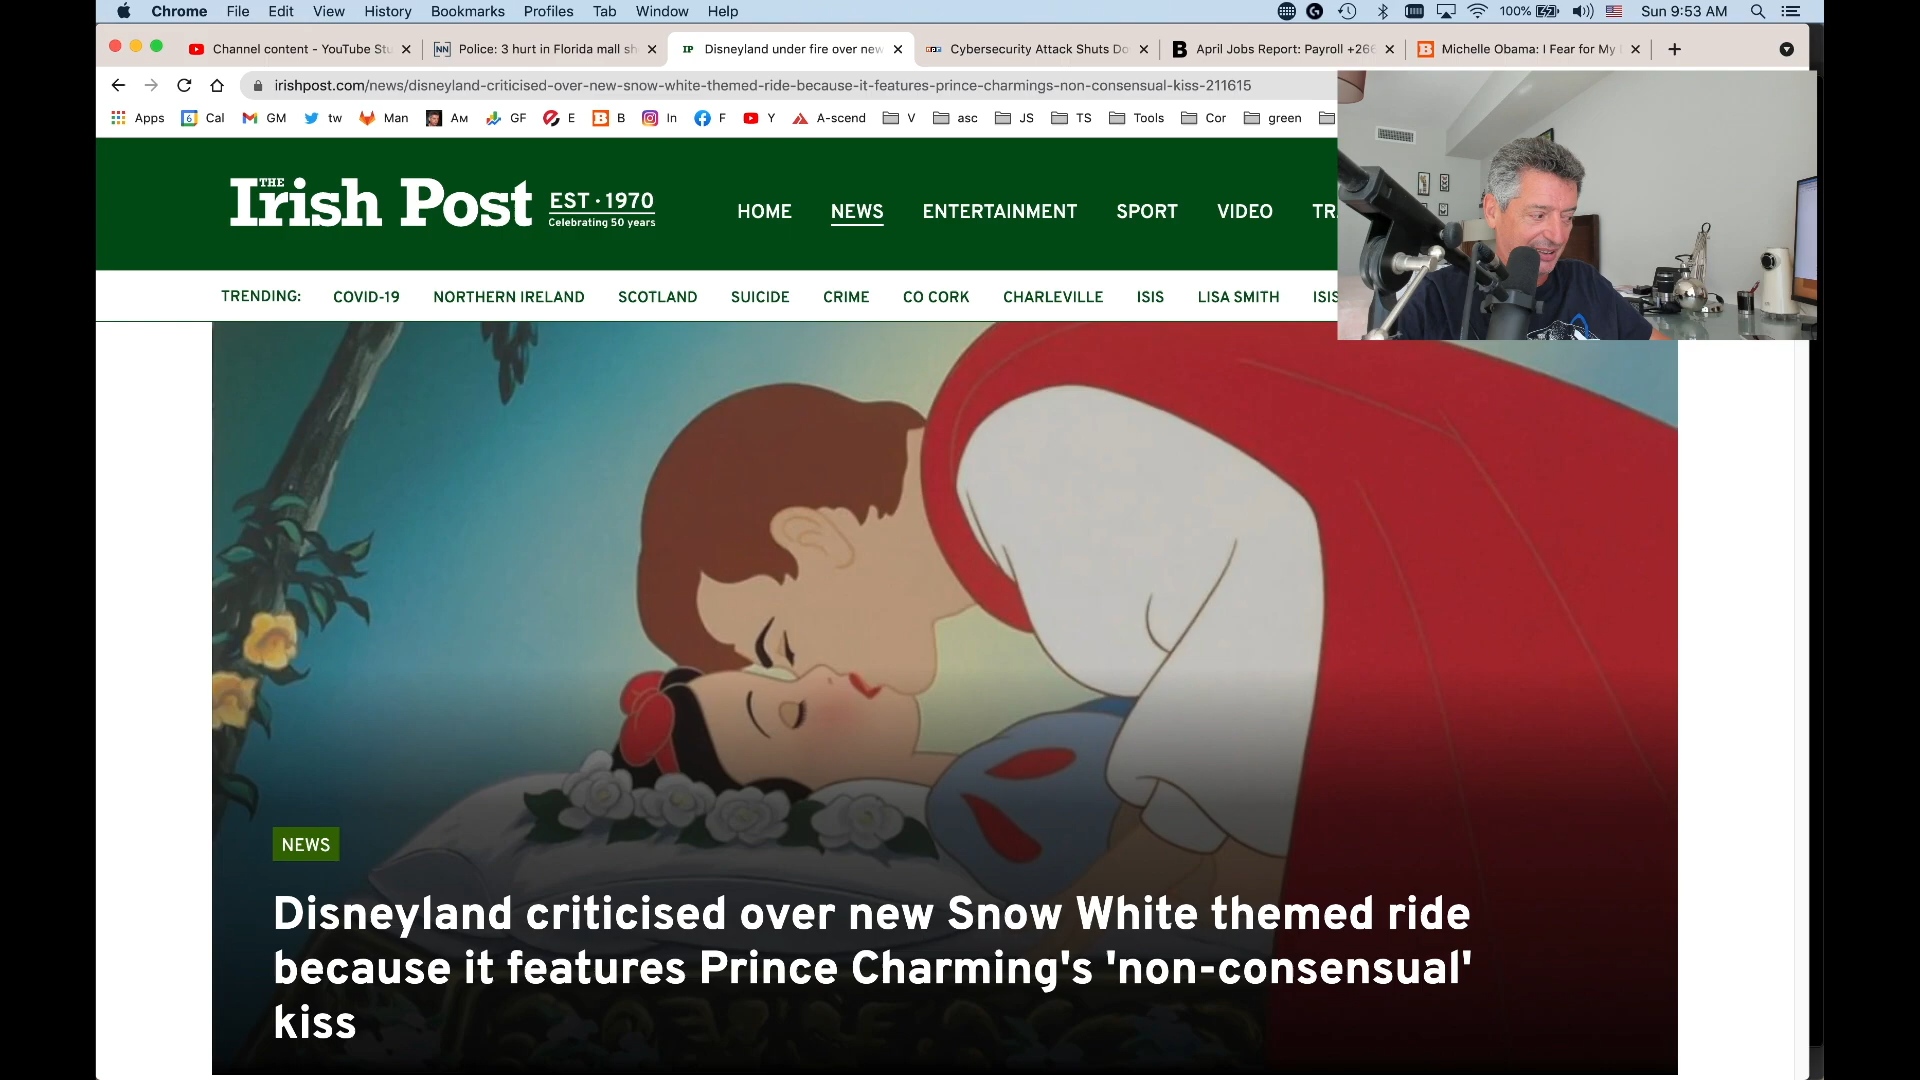 Chrome File Edit View History Bookmarks Profiles Tab Window Help 100% Sun 9:53 AM
Channel content - YouTube Stu Police: 3 hurt in Florida mall sh IP Disneyland under fire over new Cybersecurity Attack Shuts Do B April Jobs Report: Payroll +266 B Michelle Obama: I Fear for My
irishpost.com/news/disneyland-criticised-over-new-snow-white-themed-ride-because-it-features-prince-charmings-non-consensual-kiss-211615
Apps 6 Cal GM tw Man AM GF E B In F Y A-scend V asc JS TS Tools Cor green
THE Irish Post EST · 1970
Celebrating 50 years
HOME NEWS ENTERTAINMENT SPORT VIDEO
TRENDING: COVID-19 NORTHERN IRELAND SCOTLAND SUICIDE CRIME CO CORK CHARLEVILLE ISIS LISA SMITH ISIS
NEWS
Disneyland criticised over new Snow White themed ride
because it features Prince Charming's 'non-consensual'
kiss